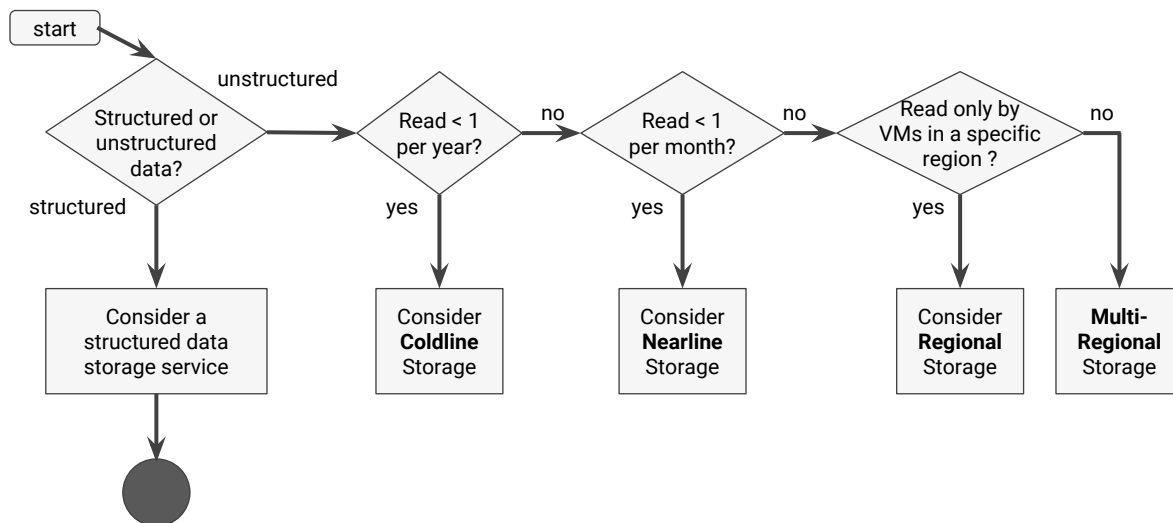 start
unstructured
Structured or
unstructured
data?
structured
Read < 1
per year?
no
yes
Read < 1
per month?
no
yes
Read only by
VMs in a specific
region ?
no
yes
Consider a
structured data
storage service
Consider
Coldline
Storage
Consider
Nearline
Storage
Consider
Regional
Storage
Multi-
Regional
Storage